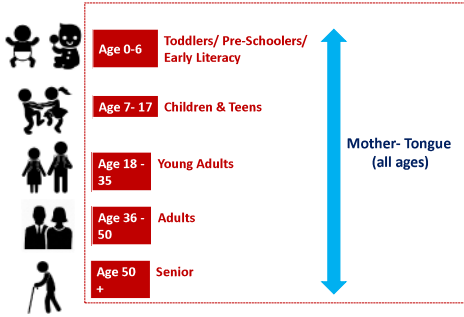 Age 0-6
Toddlers/ Pre-Schoolers/
Early Literacy
Age 7- 17
Children & Teens
Mother- Tongue
(all ages)
Age 18 -
35
Young Adults
Age 36 -
50
Adults
Age 50
+
Senior